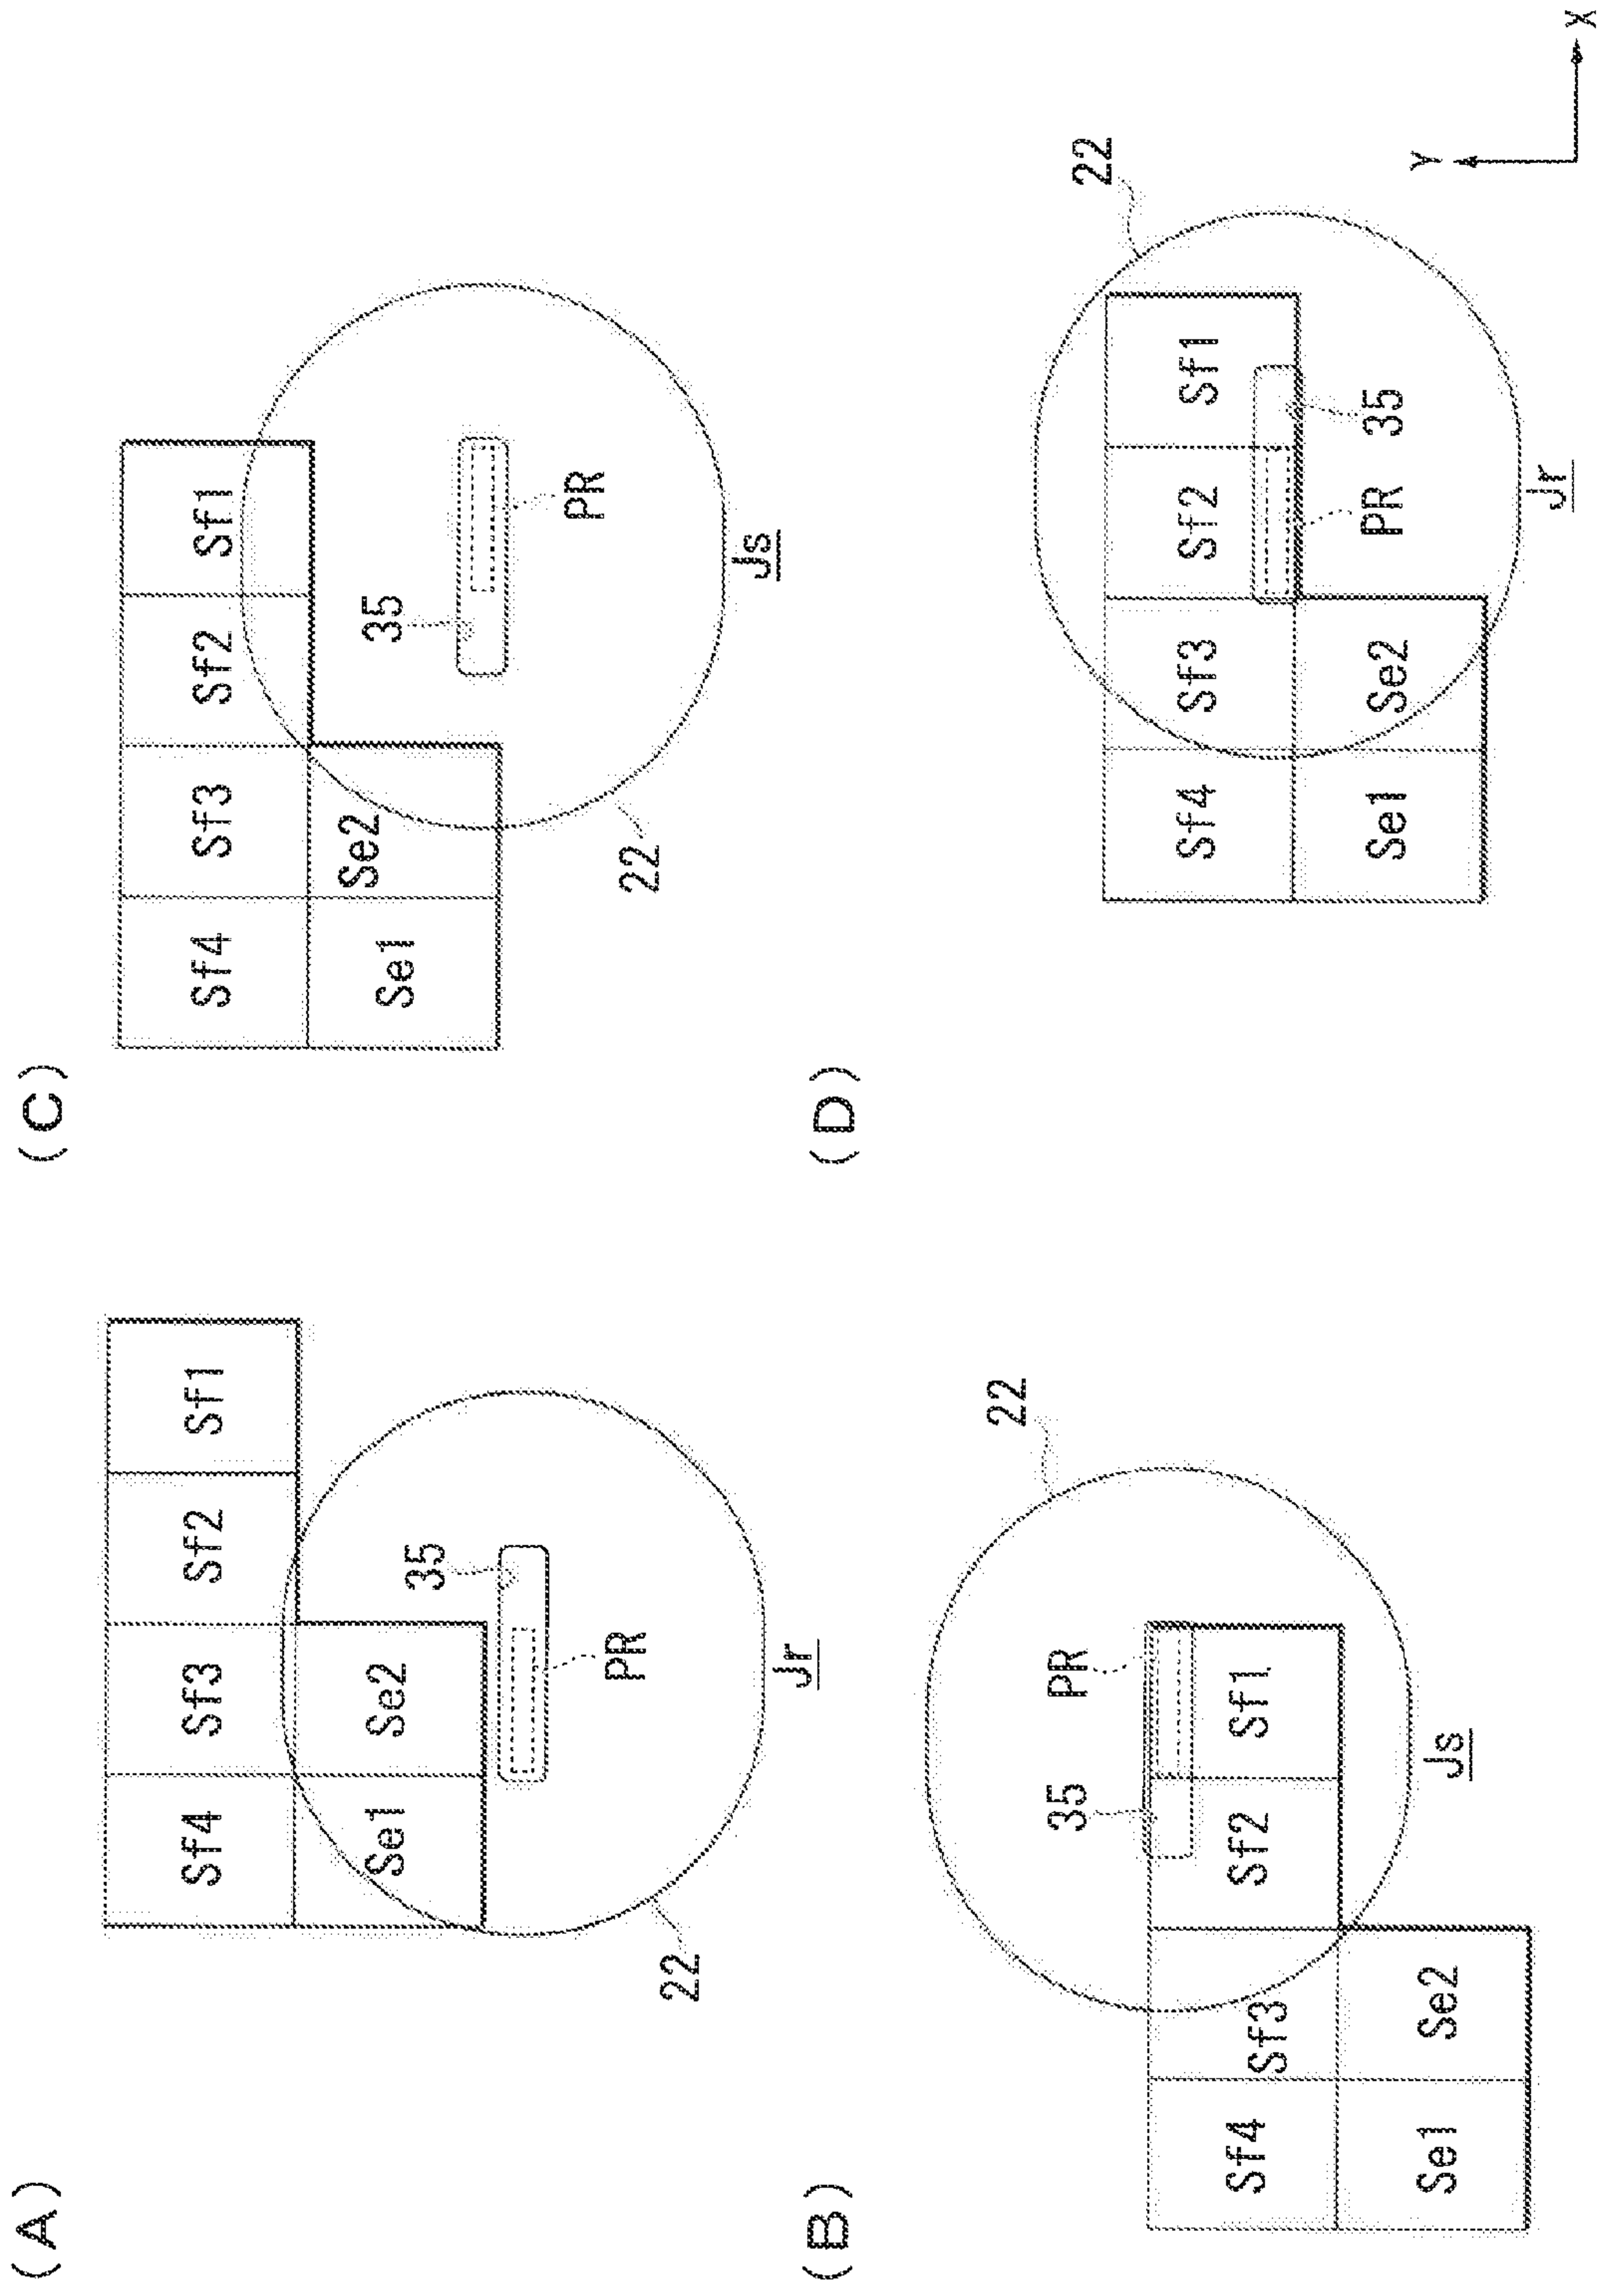 (A)
Sf4 Sf3 Sf2 Sf1
Se1 Se2
35
PR
22
Jr
(B)
22
PR
35
Sf4 Sf3 Sf2 Sf1
Se1 Se2
Js
(C)
Sf4 Sf3 Sf2 Sf1
Se1 Se2
35
PR
22
Js
(D)
22
Sf4 Sf3 Sf2 Sf1
Se1 Se2
PR 35
Jr
Y
X